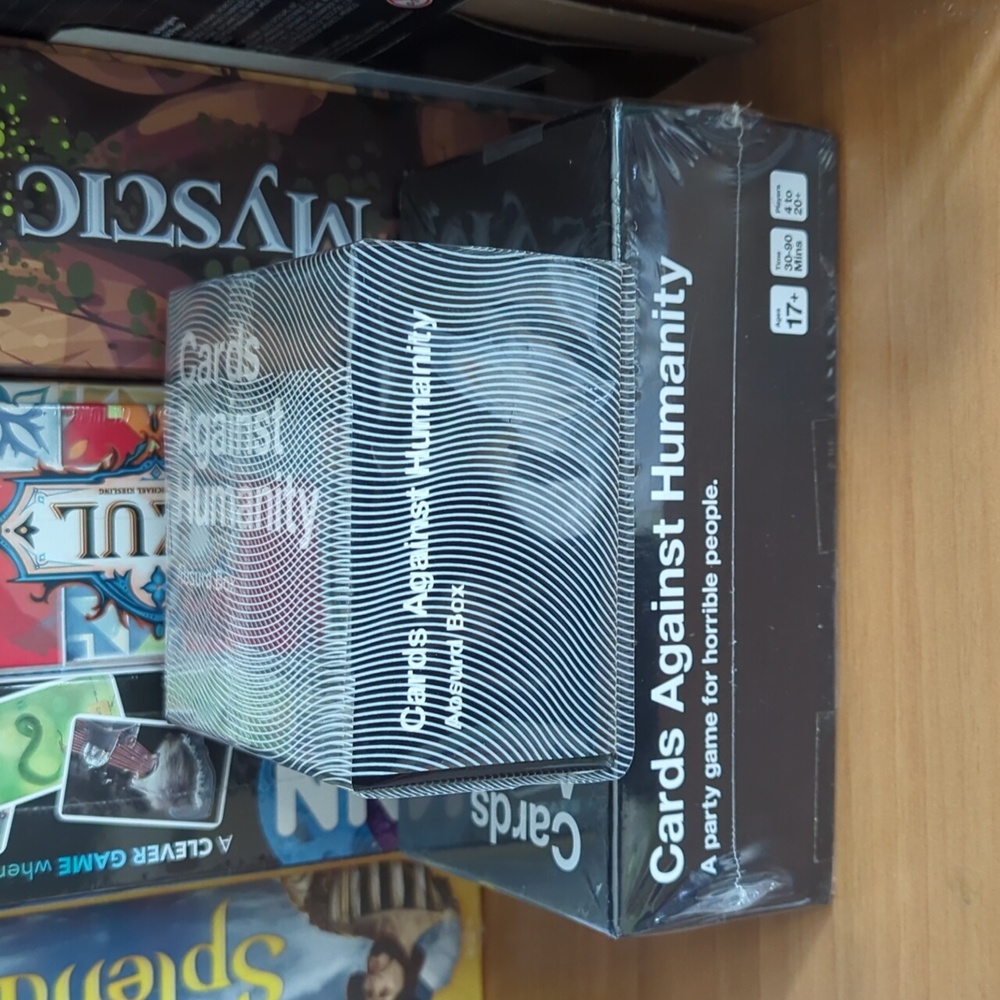 Cards Against Humanity
A party game for horrible people.
Ages
17+
Time
30-90
Mins
Players
4 to
20+
Cards Against Humanity
Absurd Box
Cards
Against
Humanity
Cards
MYSTIC
UL
MICHAEL KIESLING
A CLEVER GAME when
Splend